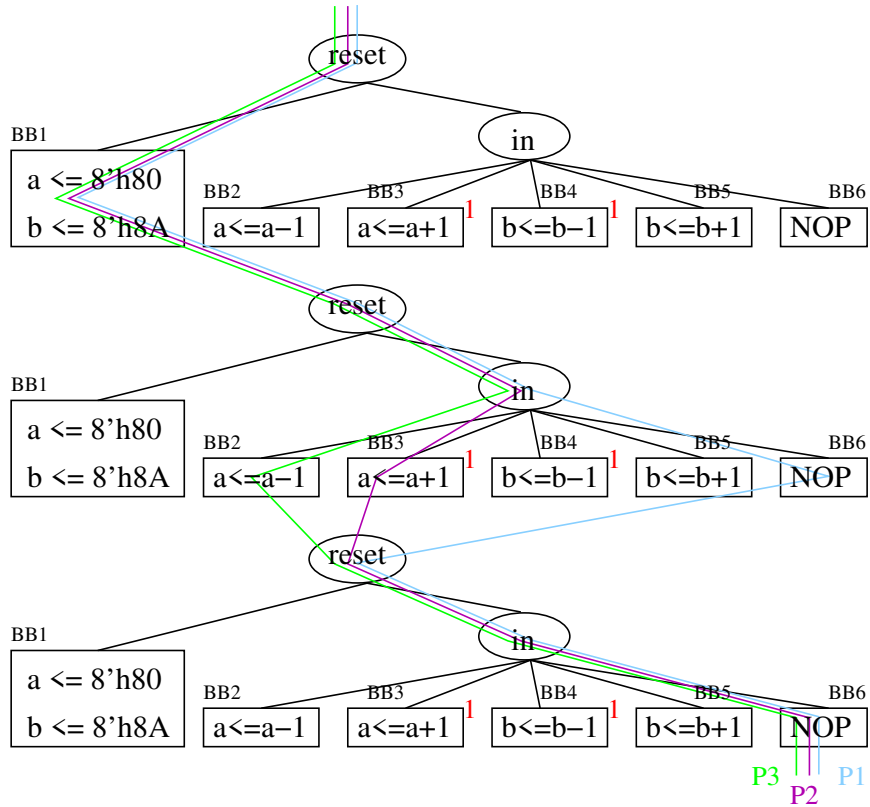 reset
BB1
in
a <= 8'h80
b <= 8'h8A
BB2 BB3 BB4 BB5 BB6
a<=a−1 a<=a+1 1 b<=b−1 1 b<=b+1 NOP
reset
BB1
in
a <= 8'h80
b <= 8'h8A
BB2 BB3 BB4 BB5 BB6
a<=a−1 a<=a+1 1 b<=b−1 1 b<=b+1 NOP
reset
BB1
in
a <= 8'h80
b <= 8'h8A
BB2 BB3 BB4 BB5 BB6
a<=a−1 a<=a+1 1 b<=b−1 1 b<=b+1 NOP
P3 P1
P2